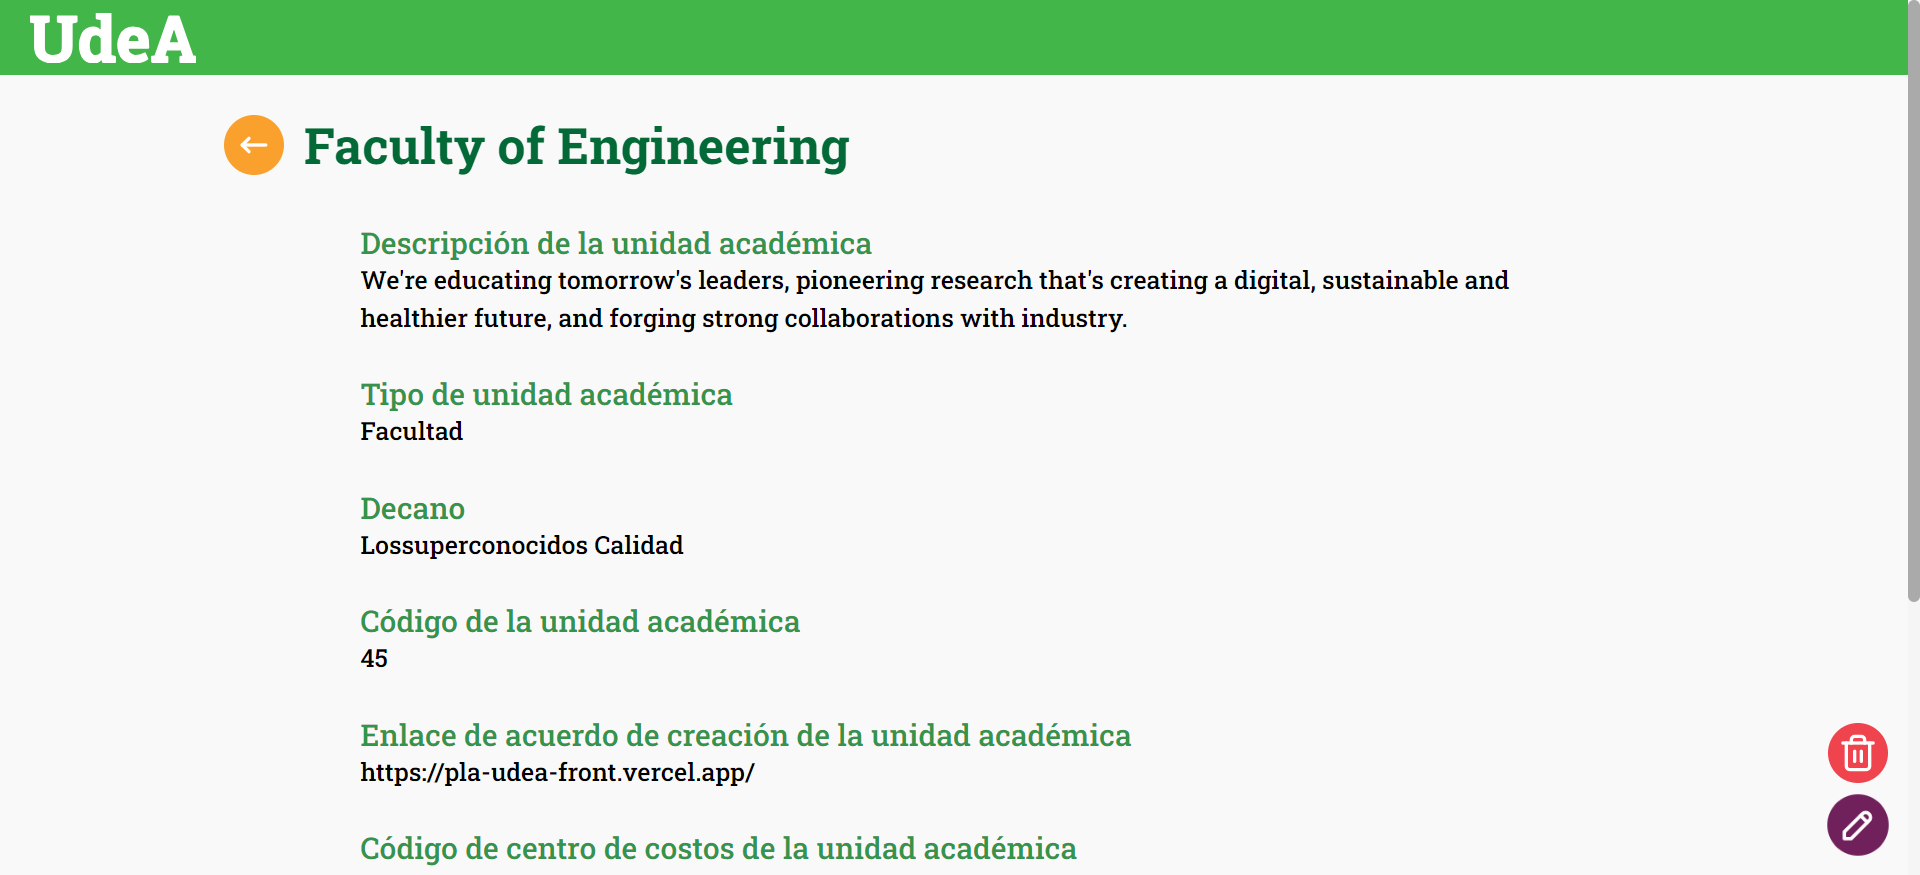 UdeA
Faculty of Engineering
Descripción de la unidad académica
We're educating tomorrow's leaders, pioneering research that's creating a digital, sustainable and
healthier future, and forging strong collaborations with industry.
Tipo de unidad académica
Facultad
Decano
Lossuperconocidos Calidad
Código de la unidad académica
45
Enlace de acuerdo de creación de la unidad académica
https://pla-udea-front.vercel.app/
Código de centro de costos de la unidad académica